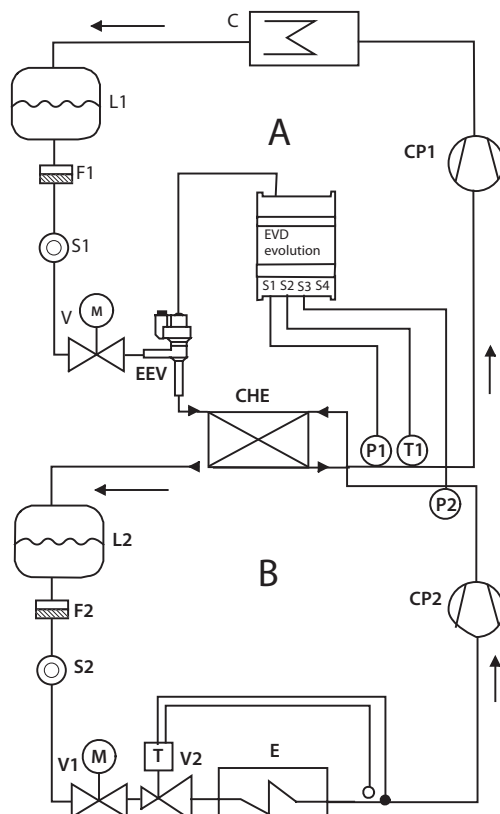 C
L1
A
CP1
F1
EVD
evolution
S1
S1 S2 S3 S4
V
M
EEV
CHE
P1
T1
P2
L2
B
CP2
F2
S2
V1
M
T
V2
E